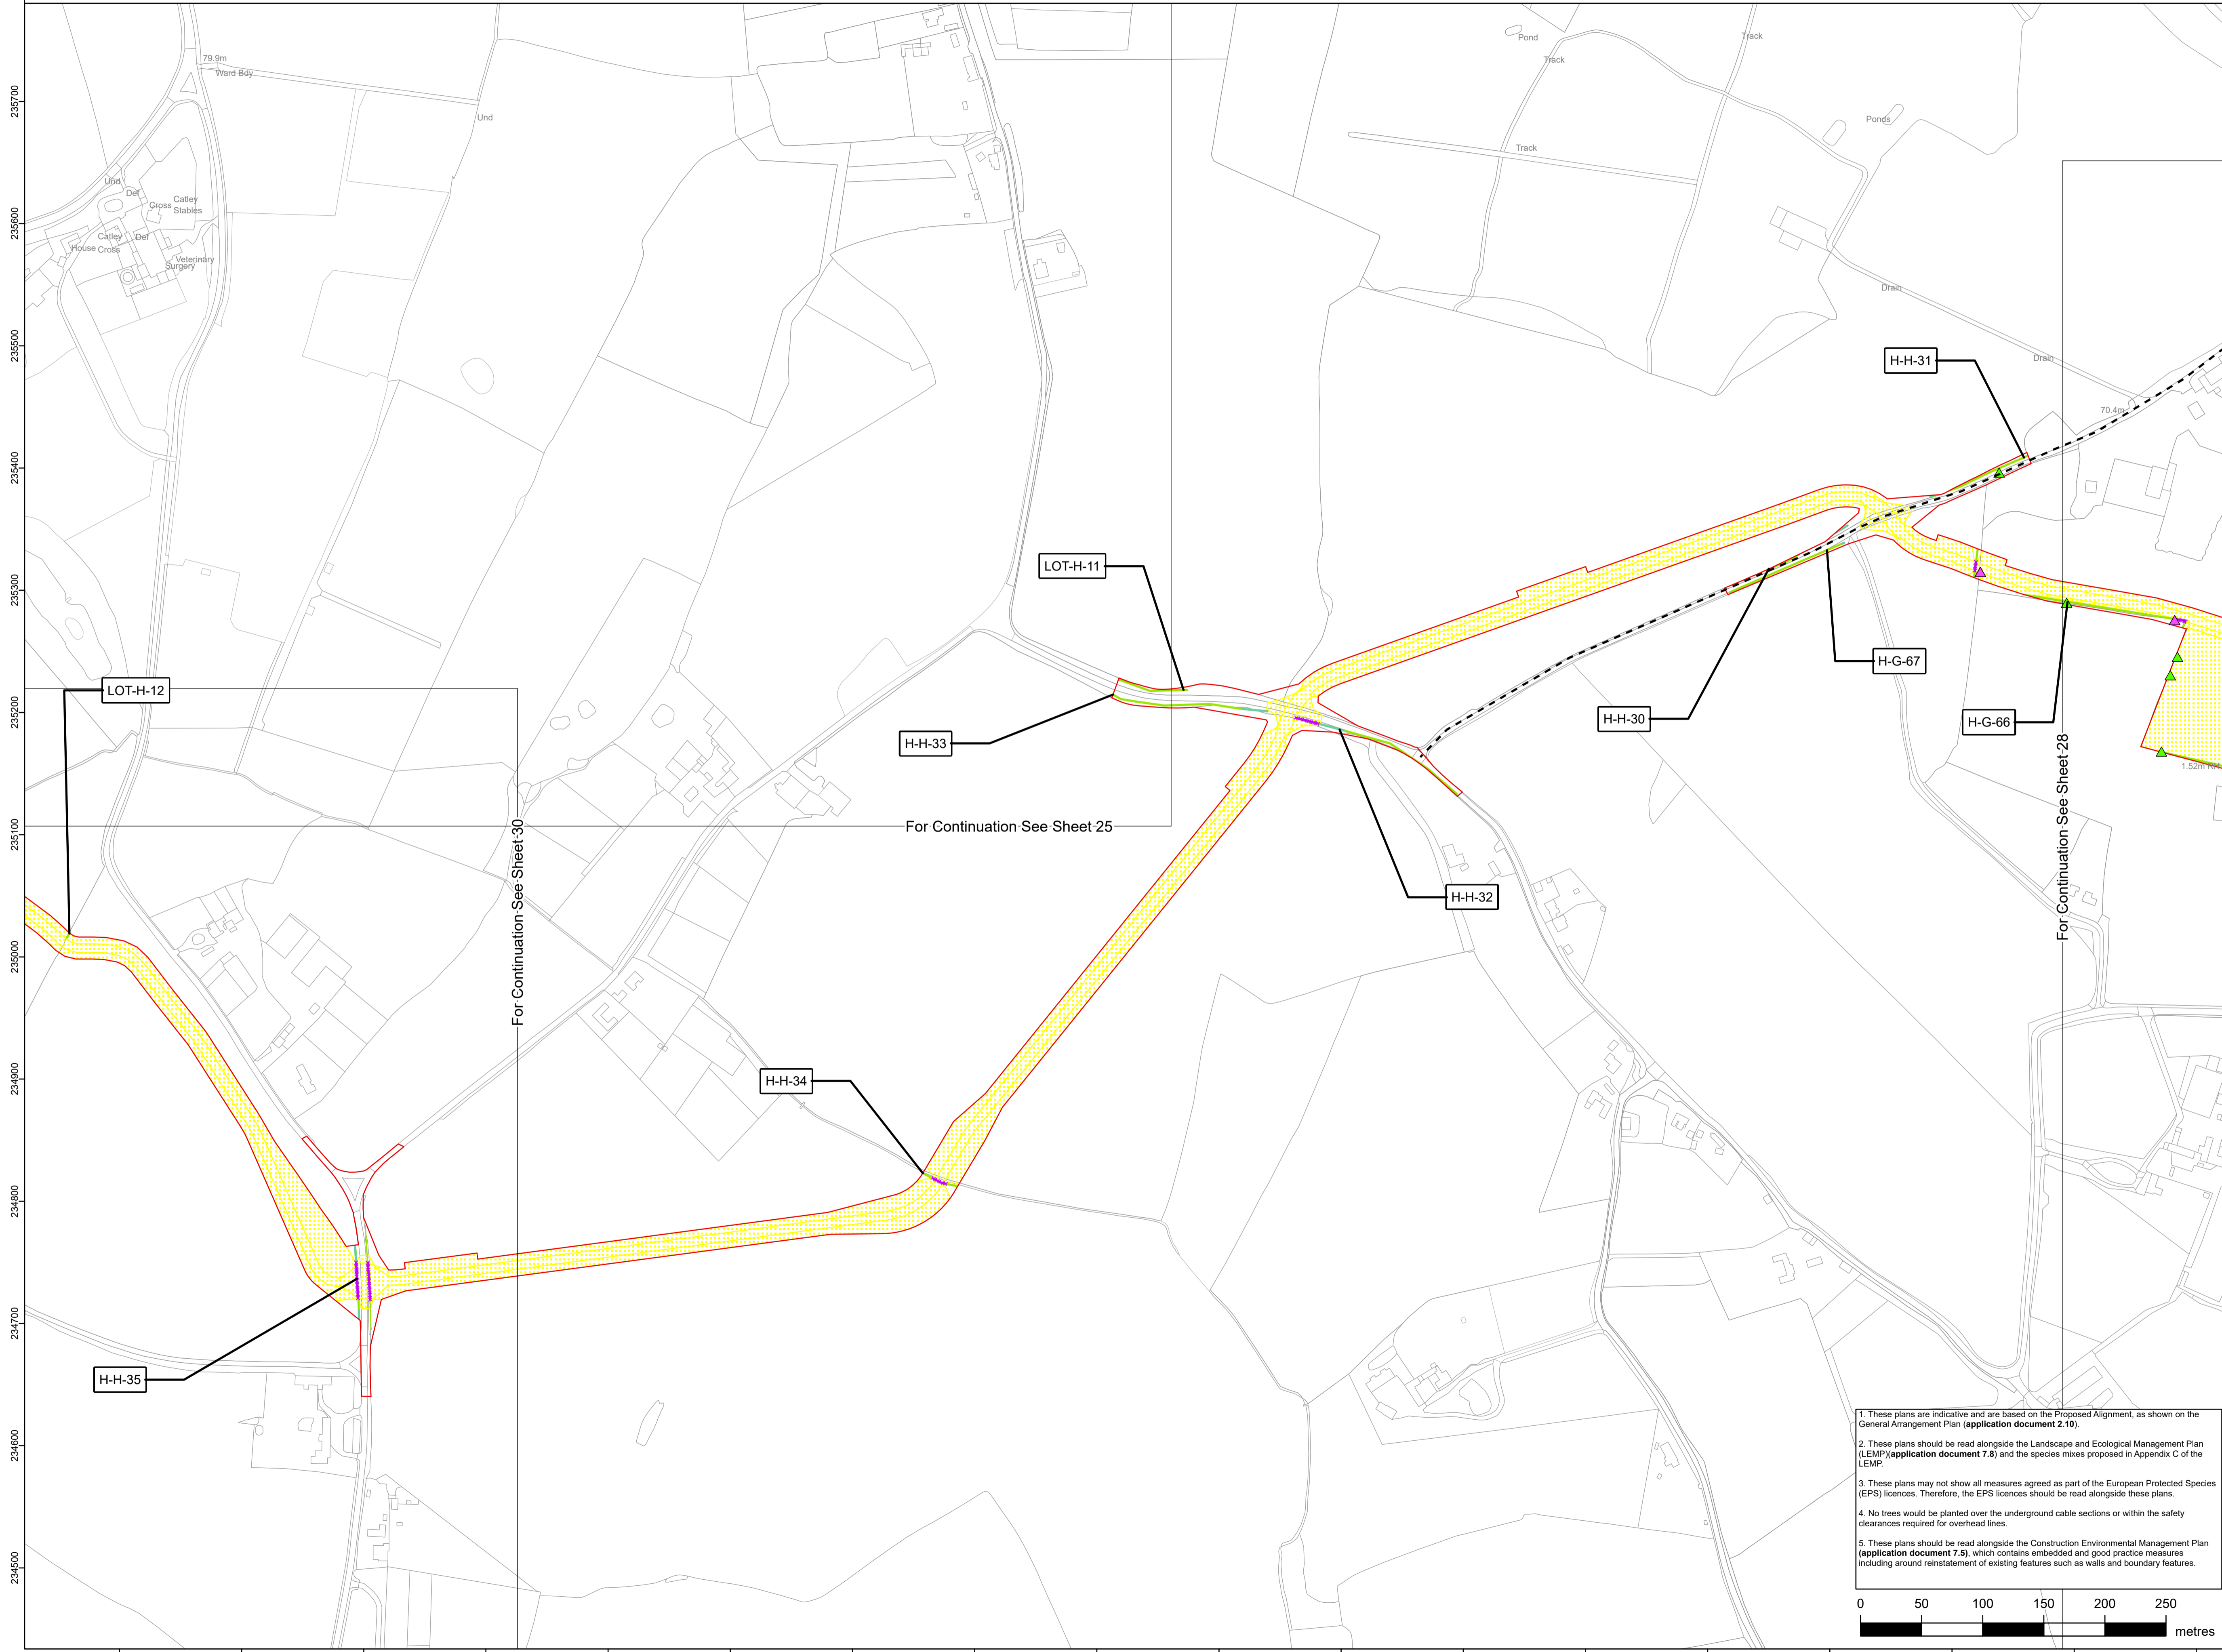 79.9m
Ward Bdy
Und
Pond
Track
Track
Track
Ponds
Und
Def
Cross
Catley
Stables
Catley
Def
House
Cross
Veterinary
Surgery
Drain
Drain
70.4m
H-H-31
LOT-H-11
LOT-H-12
H-H-33
H-H-30
H-G-67
H-G-66
For Continuation See Sheet 28
For Continuation See Sheet 25
For Continuation See Sheet 30
H-H-32
H-H-34
H-H-35
235700
235600
235500
235400
235300
235200
235100
235000
234900
234800
234700
234600
234500
1. These plans are indicative and are based on the Proposed Alignment, as shown on the
General Arrangement Plan (application document 2.10).
2. These plans should be read alongside the Landscape and Ecological Management Plan
(LEMP)(application document 7.8) and the species mixes proposed in Appendix C of the
LEMP.
3. These plans may not show all measures agreed as part of the European Protected Species
(EPS) licences. Therefore, the EPS licences should be read alongside these plans.
4. No trees would be planted over the underground cable sections or within the safety
clearances required for overhead lines.
5. These plans should be read alongside the Construction Environmental Management Plan
(application document 7.5), which contains embedded and good practice measures
including around reinstatement of existing features such as walls and boundary features.
0 50 100 150 200 250
metres
1.52m